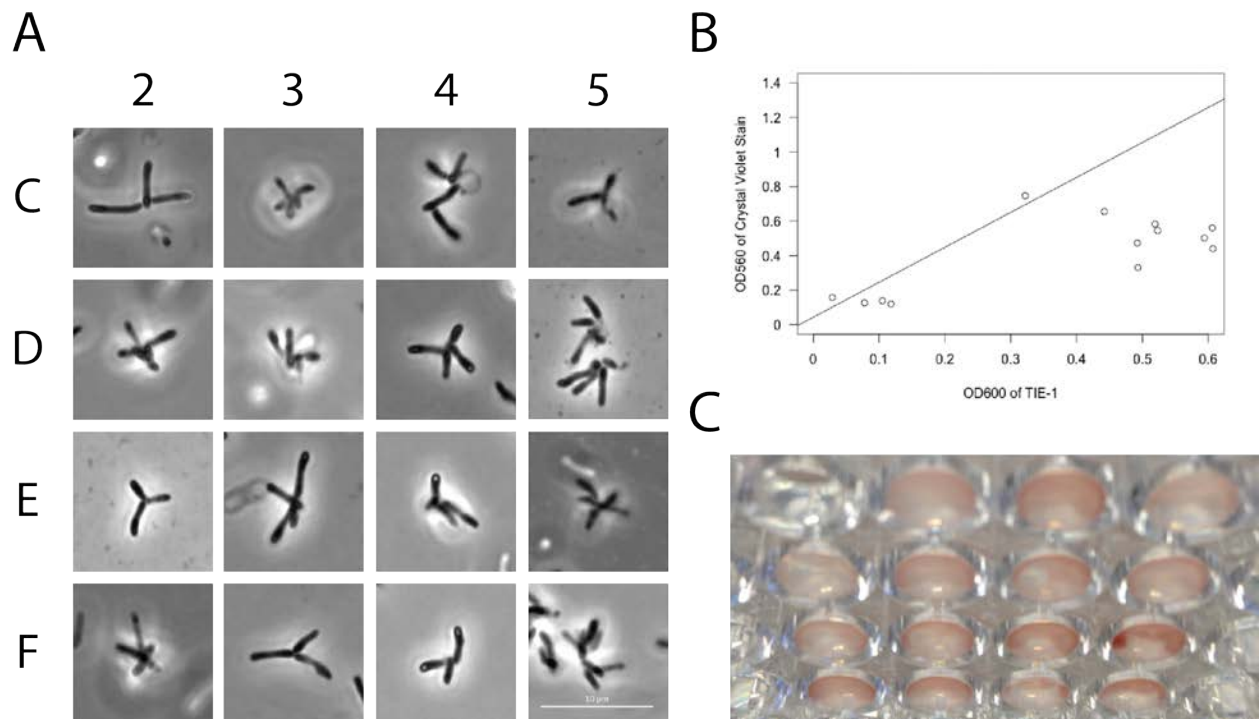 A
2 3 4 5
C
D
E
F
10 µm
B
OD560 of Crystal Violet Stain
1.4
1.2
1
0.8
0.6
0.4
0.2
0
0 0.1 0.2 0.3 0.4 0.5 0.6
OD600 of TIE-1
C